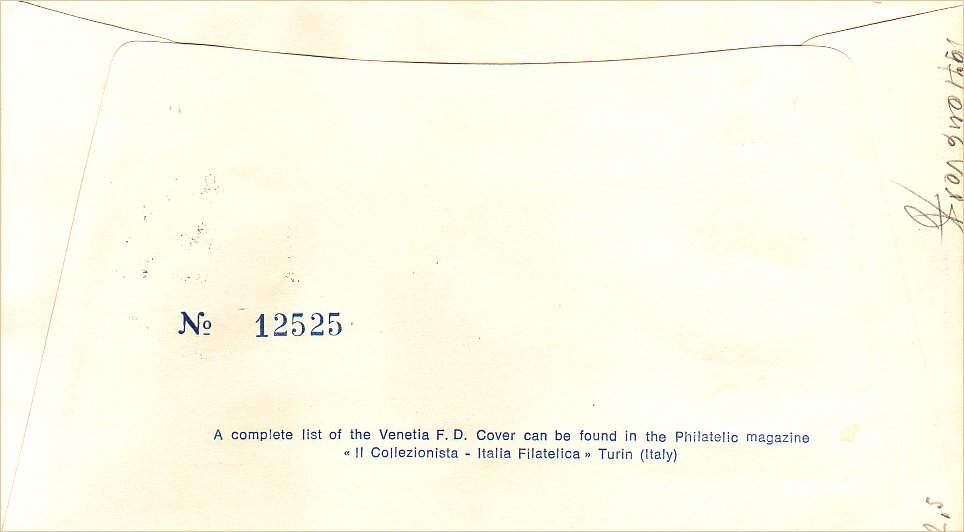 Nº 12525
A complete list of the Venetia F. D. Cover can be found in the Philatelic magazine
« Il Collezionista - Italia Filatelica » Turin (Italy)